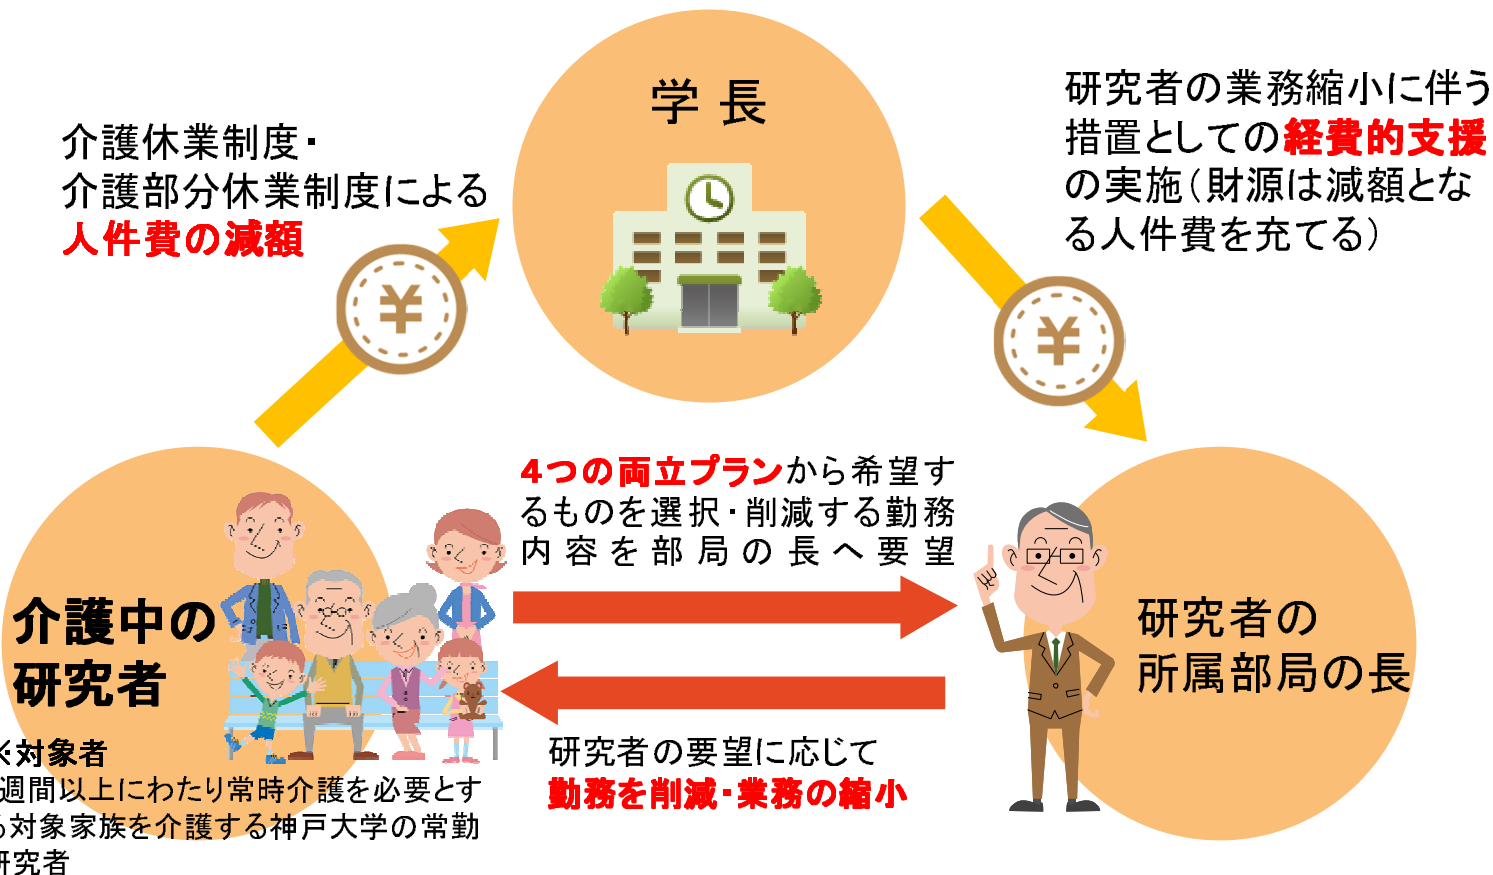 学長
介護休業制度・
介護部分休業制度による
人件費の減額
研究者の業務縮小に伴う
措置としての経費的支援
の実施（財源は減額とな
る人件費を充てる）
¥
¥
４つの両立プランから希望す
るものを選択・削減する勤務
内容を部局の長へ要望
介護中の
研究者
研究者の
所属部局の長
研究者の要望に応じて
勤務を削減・業務の縮小
※対象者
週間以上にわたり常時介護を必要とす
る対象家族を介護する神戸大学の常勤
研究者